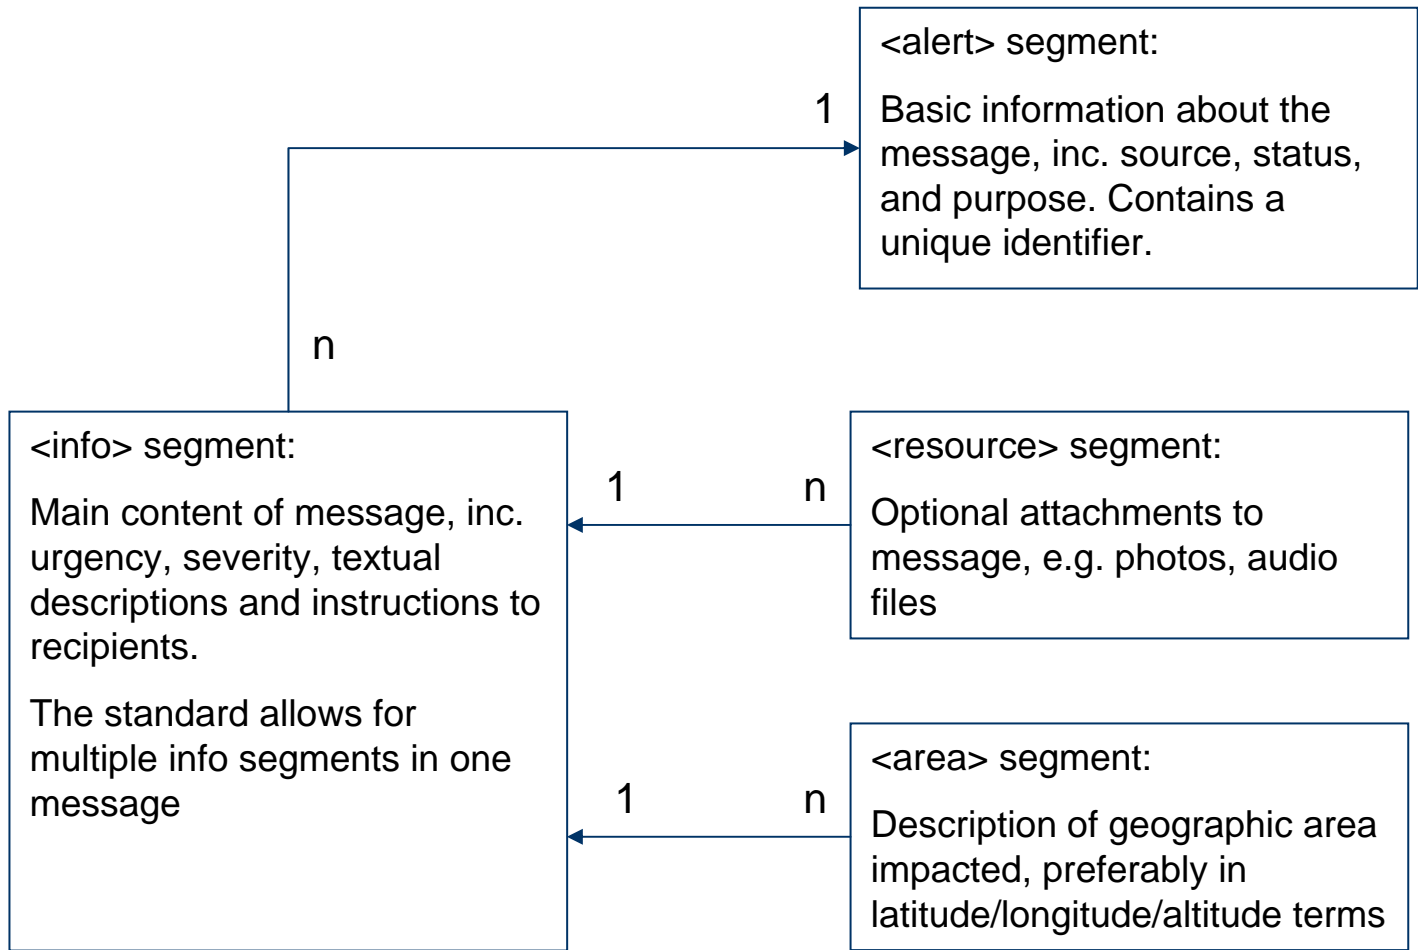 <alert> segment:
Basic information about the
message, inc. source, status,
and purpose. Contains a
unique identifier.
1
n
<info> segment:
Main content of message, inc.
urgency, severity, textual
descriptions and instructions to
recipients.
The standard allows for
multiple info segments in one
message
1
n
<resource> segment:
Optional attachments to
message, e.g. photos, audio
files
1
n
<area> segment:
Description of geographic area
impacted, preferably in
latitude/longitude/altitude terms